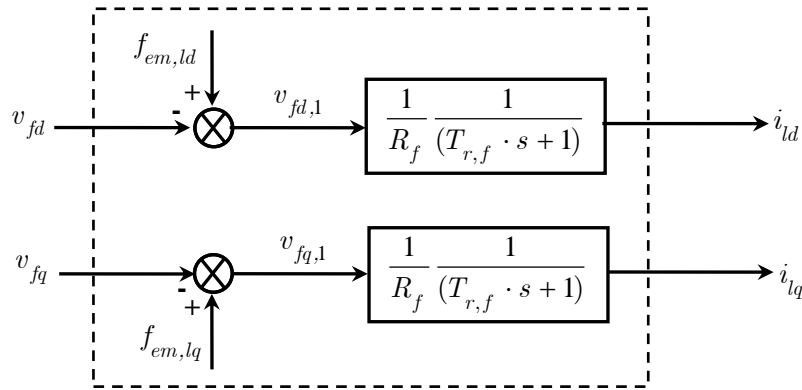 f_{em,ld}
+
-
v_{fd}
v_{fd,1}
\frac{1}{R_f} \frac{1}{(T_{r,f} \cdot s + 1)}
i_{ld}
v_{fq}
v_{fq,1}
\frac{1}{R_f} \frac{1}{(T_{r,f} \cdot s + 1)}
i_{lq}
-
+
f_{em,lq}